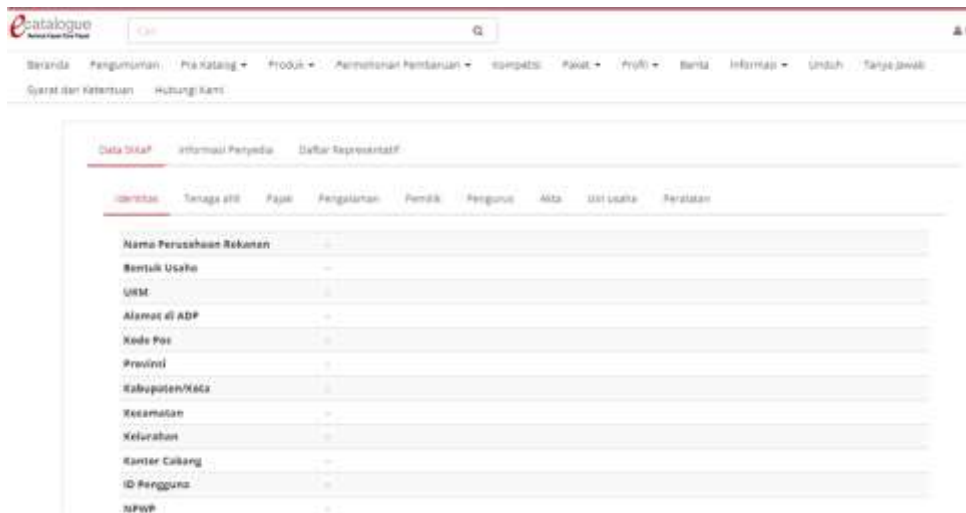 ecatalogue
Cari
Beranda Pengumuman Pra Katalog Produk Permohonan Pembaruan Kompetisi Paket Profil Berita Informasi Unduh Tanya Jawab
Syarat dan Ketentuan Hubungi Kami
Data SIKaP Informasi Penyedia Daftar Representatif
Identitas Tenaga ahli Pajak Pengalaman Pemilik Pengurus Akta Izin usaha Peralatan
Nama Perusahaan Rekanan -
Bentuk Usaha -
UKM -
Alamat di ADP -
Kode Pos -
Provinsi -
Kabupaten/Kota -
Kecamatan -
Kelurahan -
Kantor Cabang -
ID Pengguna -
NPWP -